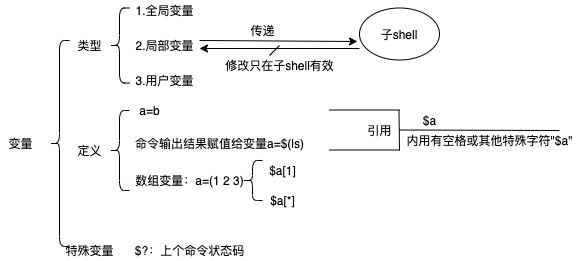 1.全局变量
传递
子shell
类型
2.局部变量
修改只在子shell有效
3.用户变量
变量
a=b
$a
引用
定义
命令输出结果赋值给变量a=$(ls)
内用有空格或其他特殊字符"$a"
$a[1]
数组变量：a=(1 2 3)
$a[*]
特殊变量
$?：上个命令状态码